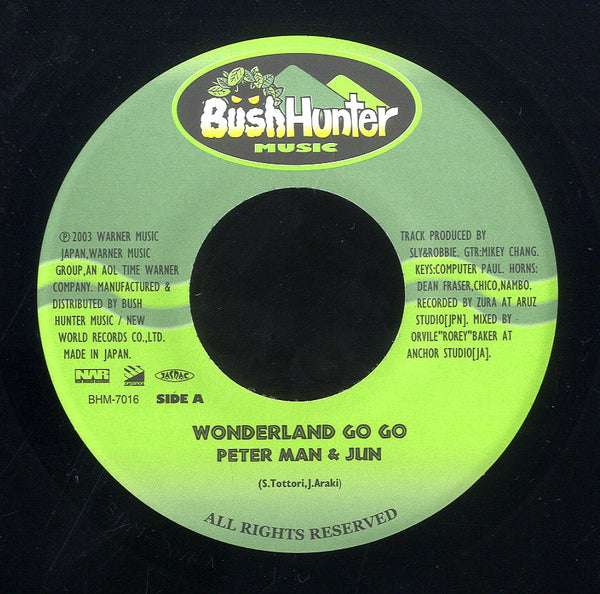 BushHunter
MUSIC
℗ 2003 WARNER MUSIC
JAPAN,WARNER MUSIC
GROUP,AN AOL TIME WARNER
COMPANY. MANUFACTURED &
DISTRIBUTED BY BUSH
HUNTER MUSIC / NEW
WORLD RECORDS CO.,LTD.
MADE IN JAPAN.
NAR
JASRAC
BHM-7016 SIDE A
TRACK PRODUCED BY
SLY&ROBBIE. GTR:MIKEY CHANG.
KEYS:COMPUTER PAUL. HORNS:
DEAN FRASER,CHICO,NAMBO.
RECORDED BY ZURA AT ARUZ
STUDIO[JPN]. MIXED BY
ORVILE"ROREY"BAKER AT
ANCHOR STUDIO[JA].
WONDERLAND GO GO
PETER MAN & JUN
(S.Tottori,J.Araki)
ALL RIGHTS RESERVED